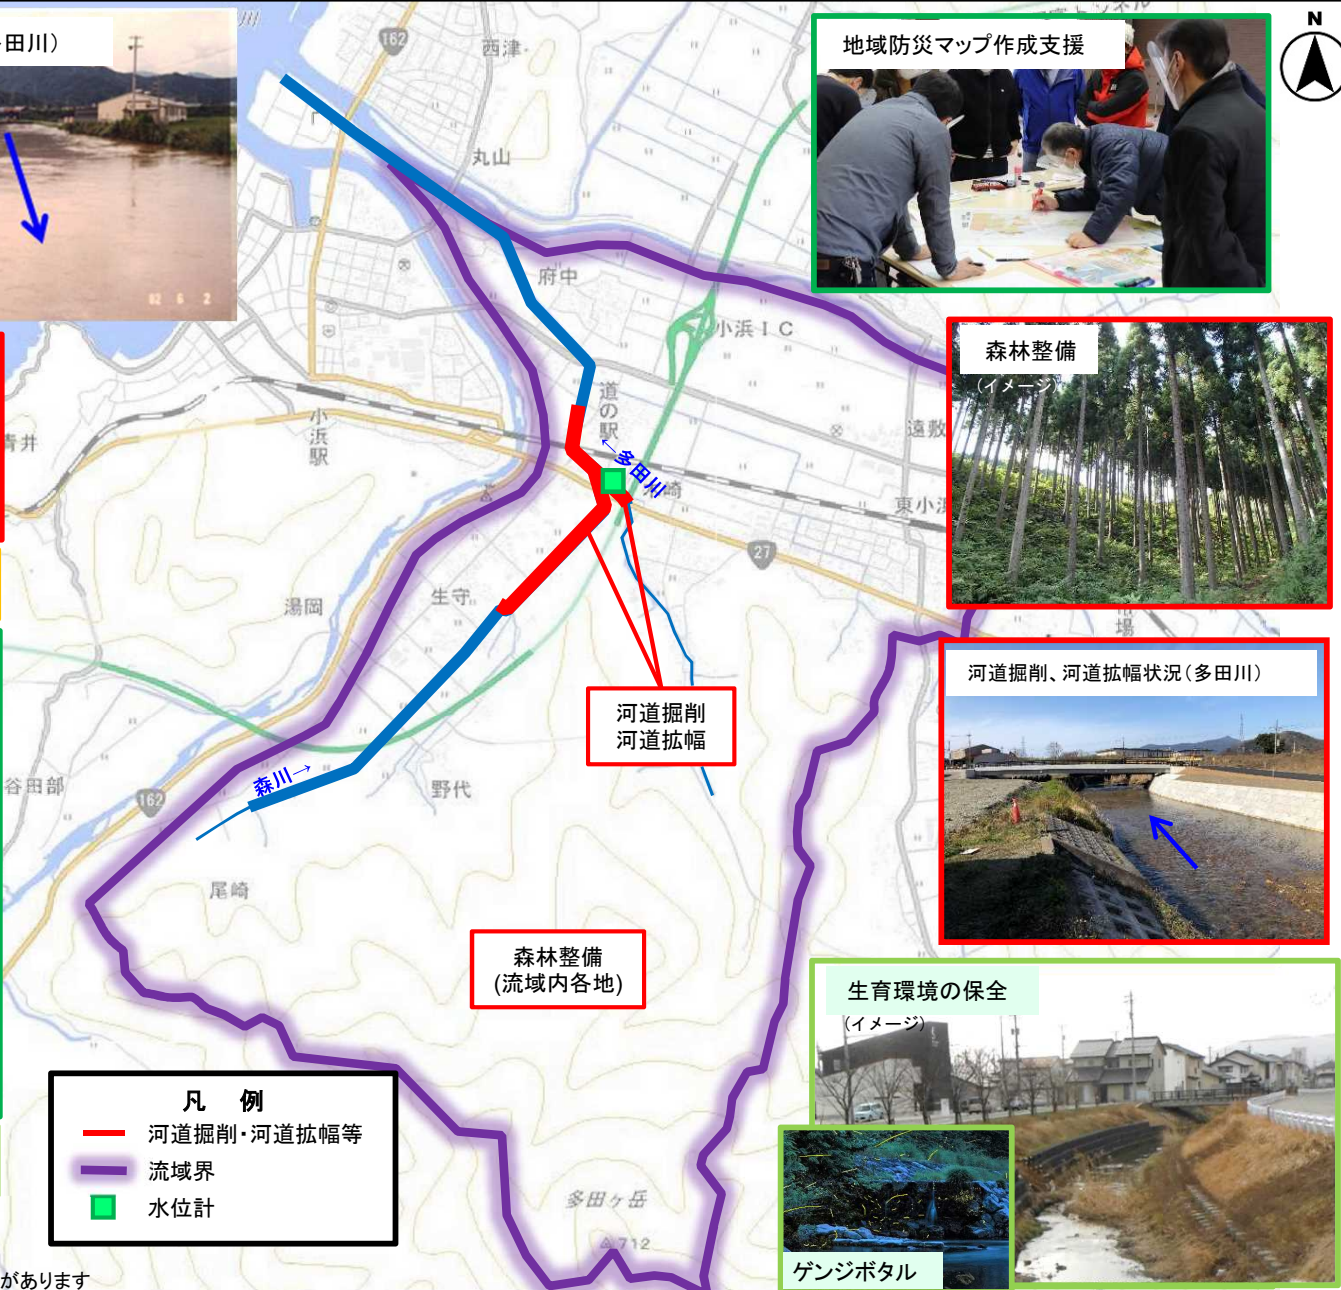 田川)
地域防災マップ作成支援
N
162
西津
丸山
府中
小浜IC
森林整備
(イメージ)
道の駅
小浜駅
青井
遠敷
←多田川
東小浜
27
湯岡
生守
場
河道掘削、河道拡幅状況(多田川)
河道掘削
河道拡幅
谷田部
162
森川→
野代
尾崎
森林整備
(流域内各地)
生育環境の保全
(イメージ)
凡 例
河道掘削・河道拡幅等
流域界
水位計
多田ヶ岳
712
ゲンジボタル
があります